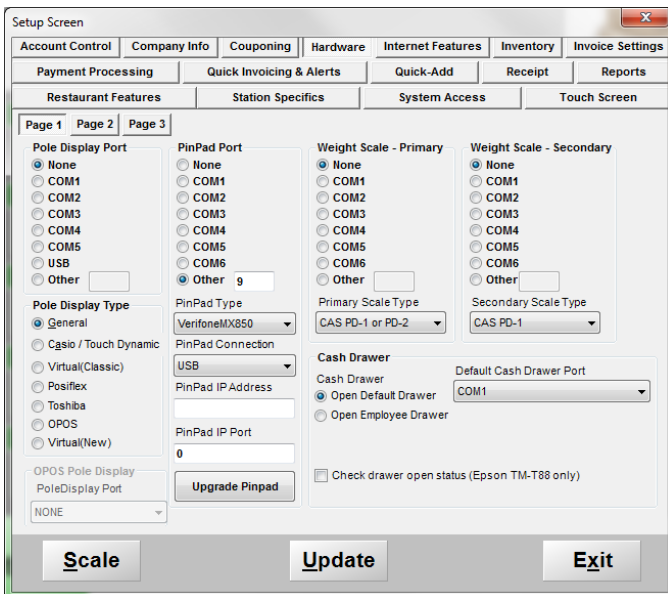 Setup Screen
Account Control Company Info Couponing Hardware Internet Features Inventory Invoice Settings
Payment Processing Quick Invoicing & Alerts Quick-Add Receipt Reports
Restaurant Features Station Specifics System Access Touch Screen
Page 1 Page 2 Page 3
Pole Display Port
None
COM1
COM2
COM3
COM4
COM5
USB
Other
Pole Display Type
General
Casio / Touch Dynamic
Virtual(Classic)
Posiflex
Toshiba
OPOS
Virtual(New)
OPOS Pole Display
PoleDisplay Port
NONE
PinPad Port
None
COM1
COM2
COM3
COM4
COM5
COM6
Other 9
PinPad Type
VerifoneMX850
PinPad Connection
USB
PinPad IP Address
PinPad IP Port
0
Upgrade Pinpad
Weight Scale - Primary
None
COM1
COM2
COM3
COM4
COM5
COM6
Other
Primary Scale Type
CAS PD-1 or PD-2
Weight Scale - Secondary
None
COM1
COM2
COM3
COM4
COM5
COM6
Other
Secondary Scale Type
CAS PD-1
Cash Drawer
Cash Drawer
Open Default Drawer
Open Employee Drawer
Default Cash Drawer Port
COM1
Check drawer open status (Epson TM-T88 only)
Scale Update Exit